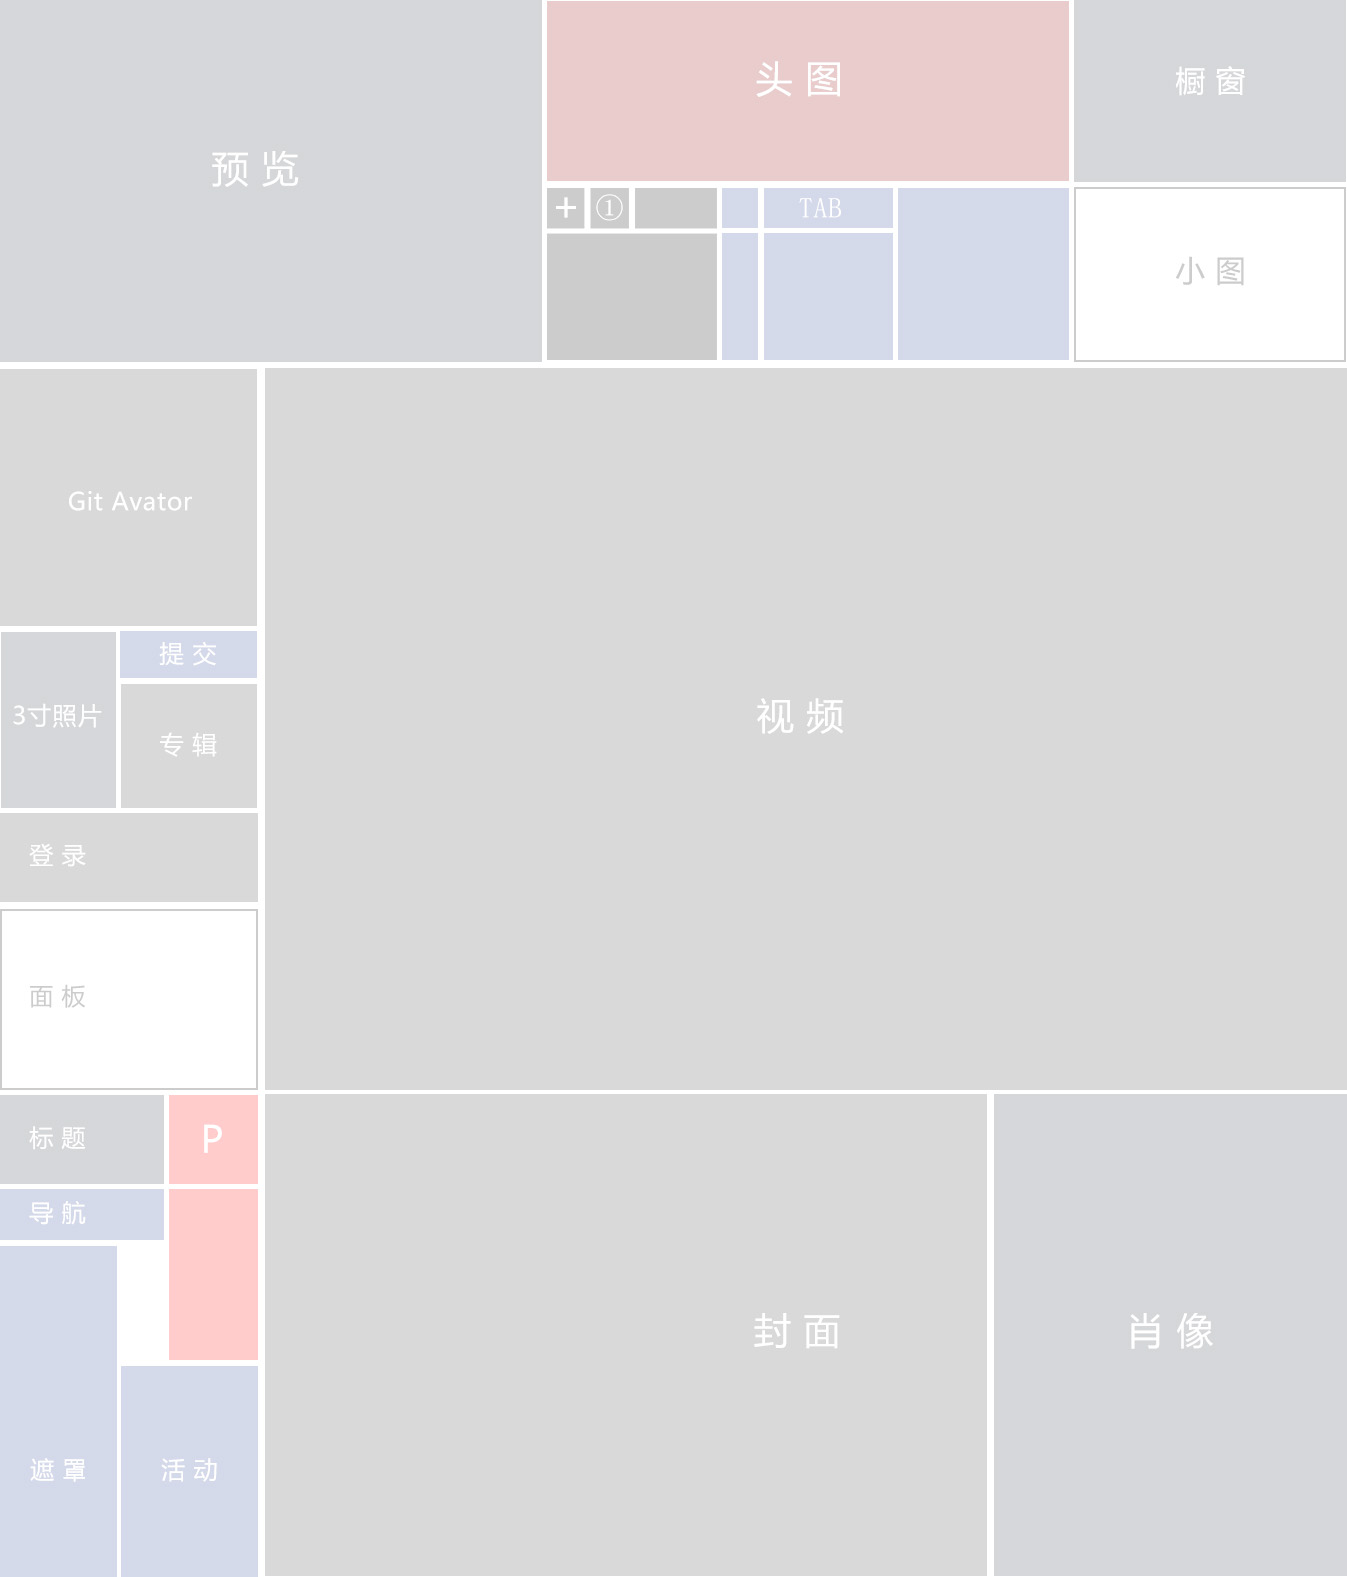 头 图
橱 窗
预 览
+
①
TAB
小 图
Git Avator
提 交
3寸照片
视 频
专 辑
登 录
面 板
标 题
P
导 航
封 面
肖 像
遮 罩
活 动